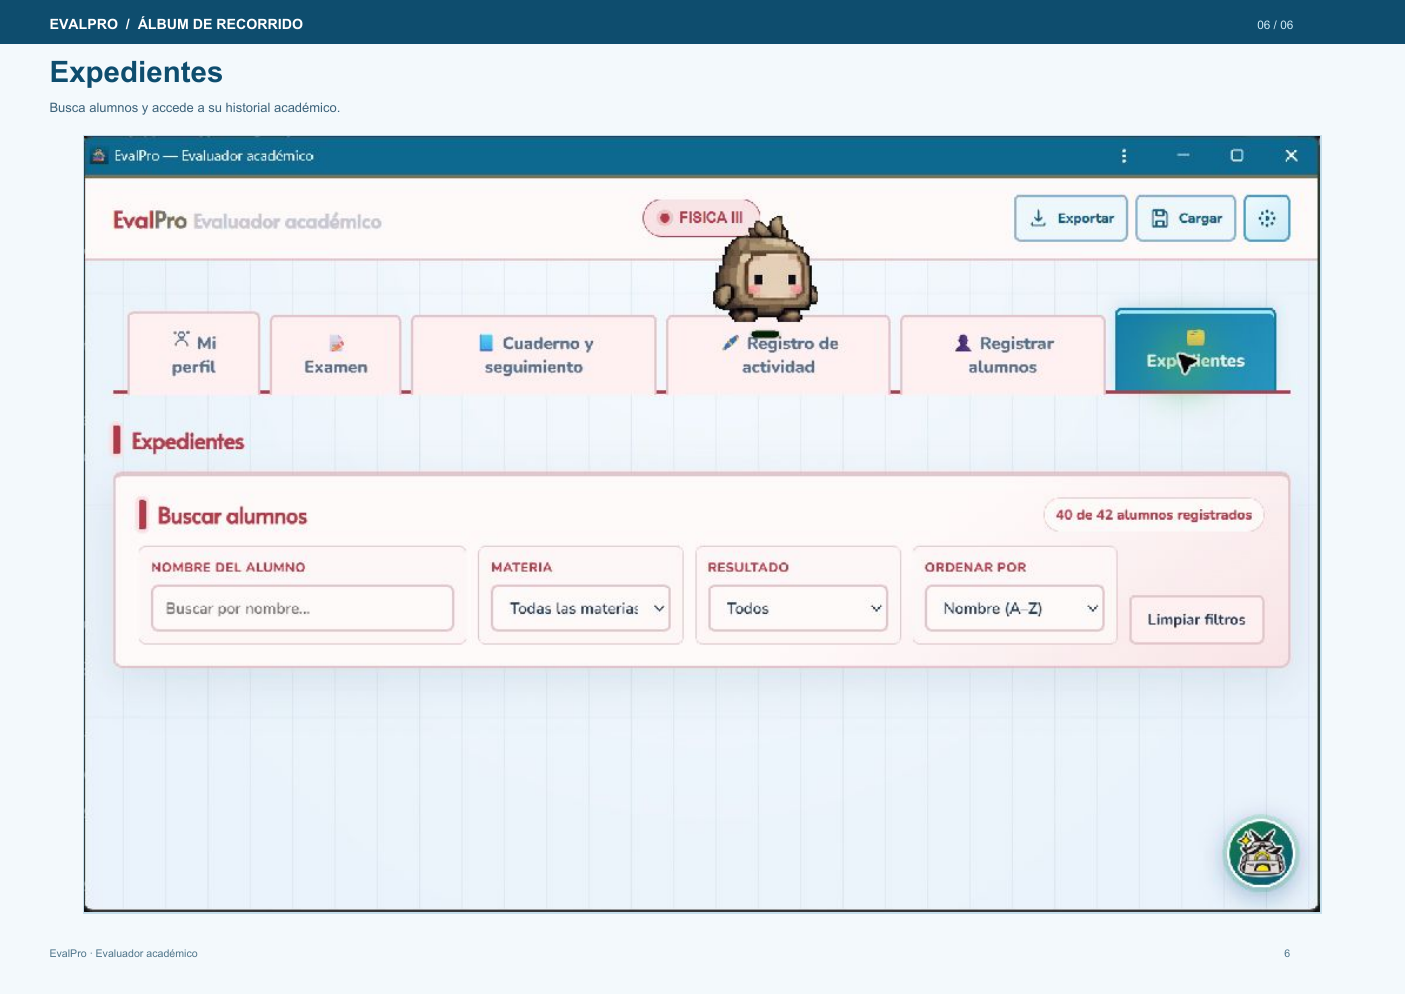 EVALPRO / ÁLBUM DE RECORRIDO
06 / 06
Expedientes
Busca alumnos y accede a su historial académico.
EvalPro — Evaluador académico
EvalPro Evaluador académico
FISICA III
Exportar
Cargar
Mi
perfil
Examen
Cuaderno y
seguimiento
Registro de
actividad
Registrar
alumnos
Expedientes
Expedientes
Buscar alumnos
40 de 42 alumnos registrados
NOMBRE DEL ALUMNO
MATERIA
RESULTADO
ORDENAR POR
Buscar por nombre...
Todas las materias
Todos
Nombre (A–Z)
Limpiar filtros
EvalPro · Evaluador académico
6